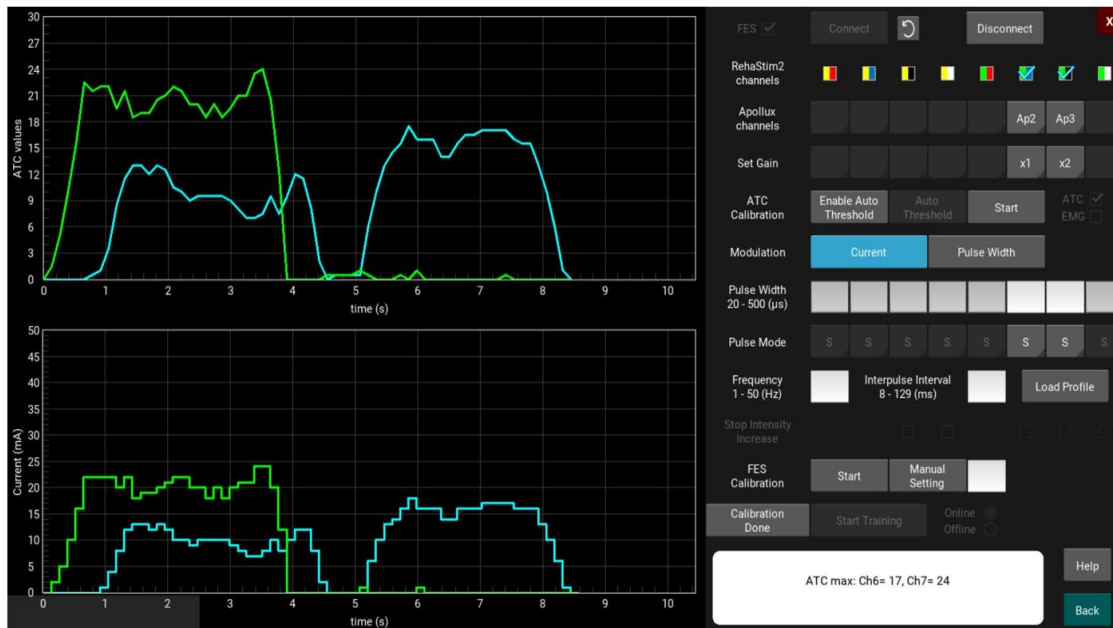 30
27
24
21
18
15
12
9
6
3
0
ATC values
0 1 2 3 4 5 6 7 8 9 10
time (s)
50
45
40
35
30
25
20
15
10
5
0
Current (mA)
0 1 2 3 4 5 6 7 8 9 10
time (s)
FES Connect Disconnect X
RehaStim2
channels
Apollux
channels
Ap2 Ap3
Set Gain x1 x2
ATC
Calibration
Enable Auto
Threshold
Auto
Threshold
Start
ATC
EMG
Modulation Current Pulse Width
Pulse Width
20 - 500 (μs)
Pulse Mode S S S S S S S S
Frequency
1 - 50 (Hz)
Interpulse Interval
8 - 129 (ms)
Load Profile
Stop Intensity
Increase
FES
Calibration
Start
Manual
Setting
Calibration
Done
Start Training
Online
Offline
ATC max: Ch6= 17, Ch7= 24
Help
Back